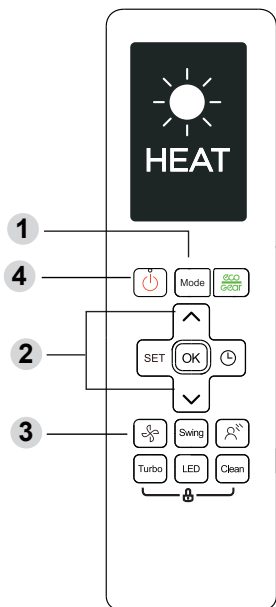 HEAT
1
4
Mode
eco
Gear
2
SET
OK
3
Swing
Turbo
LED
Clean